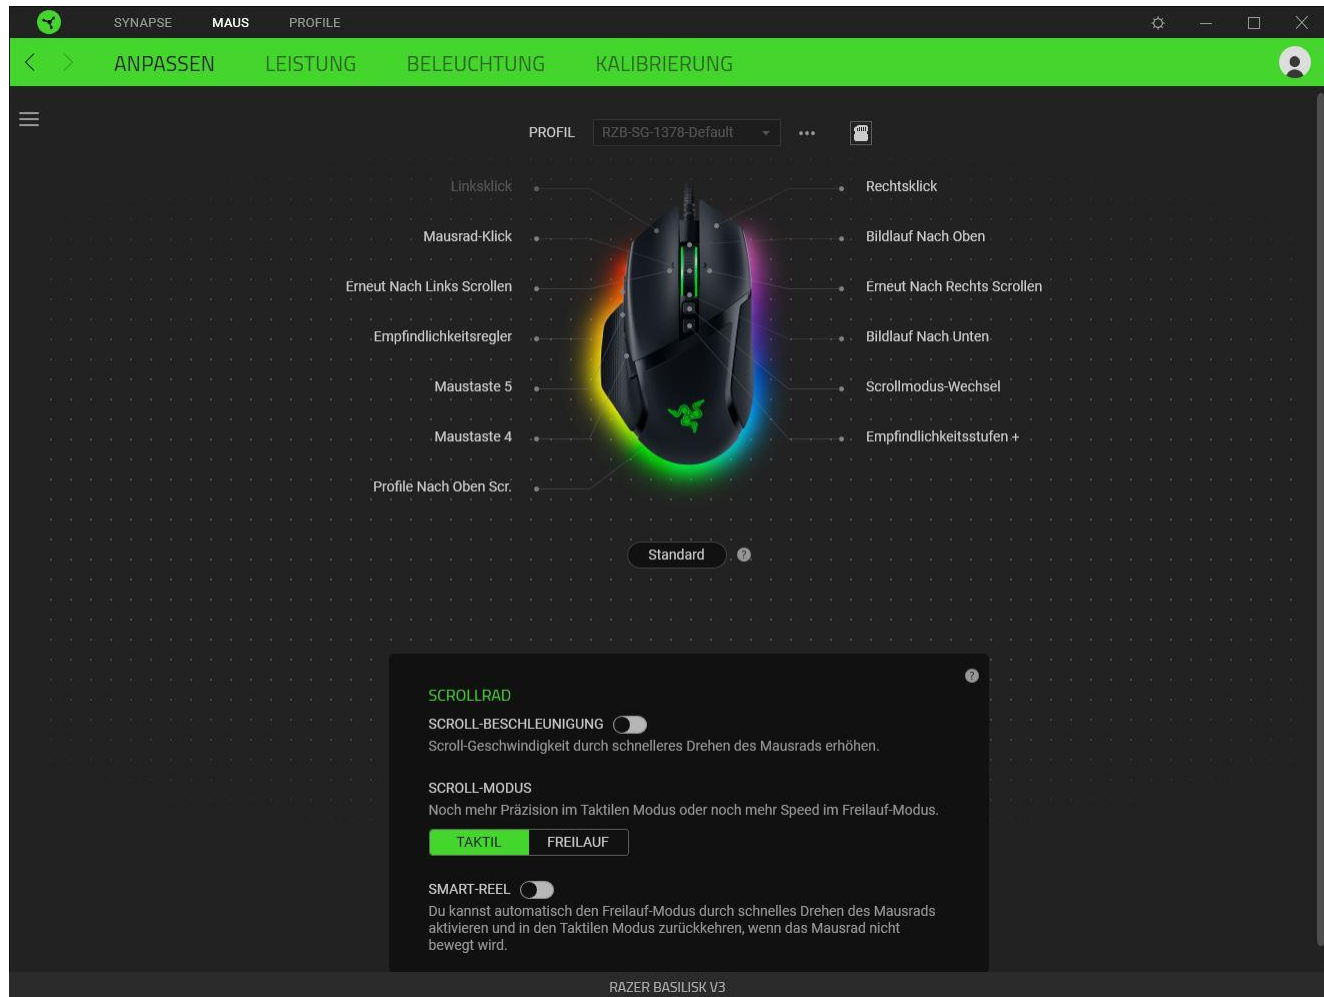 SYNAPSE MAUS PROFILE
ANPASSEN LEISTUNG BELEUCHTUNG KALIBRIERUNG
PROFIL RZB-SG-1378-Default
Linksklick Rechtsklick
Mausrad-Klick Bildlauf Nach Oben
Erneut Nach Links Scrollen Erneut Nach Rechts Scrollen
Empfindlichkeitsregler Bildlauf Nach Unten
Maustaste 5 Scrollmodus-Wechsel
Maustaste 4 Empfindlichkeitsstufen +
Profile Nach Oben Scr.
Standard ?
?
SCROLLRAD
SCROLL-BESCHLEUNIGUNG
Scroll-Geschwindigkeit durch schnelleres Drehen des Mausrads erhöhen.
SCROLL-MODUS
Noch mehr Präzision im Taktilen Modus oder noch mehr Speed im Freilauf-Modus.
TAKTIL FREILAUF
SMART-REEL
Du kannst automatisch den Freilauf-Modus durch schnelles Drehen des Mausrads
aktivieren und in den Taktilen Modus zurückkehren, wenn das Mausrad nicht
bewegt wird.
RAZER BASILISK V3